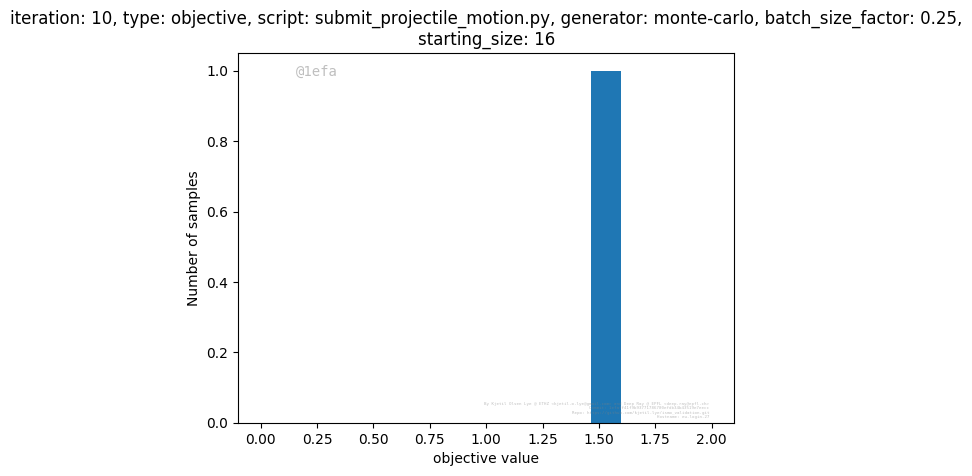 iteration: 10, type: objective, script: submit_projectile_motion.py, generator: monte-carlo, batch_size_factor: 0.25,
starting_size: 16
@1efa
1.0
0.8
0.6
0.4
0.2
0.0
Number of samples
0.00 0.25 0.50 0.75 1.00 1.25 1.50 1.75 2.00
objective value